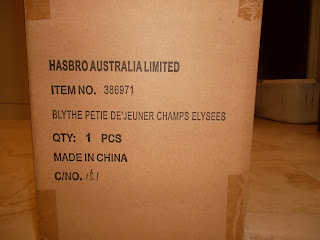 HASBRO AUSTRALIA LIMITED
ITEM NO. 386971
BLYTHE PETIE DE'JEUNER CHAMPS ELYSEES
QTY: 1 PCS
MADE IN CHINA
C/NO. 151